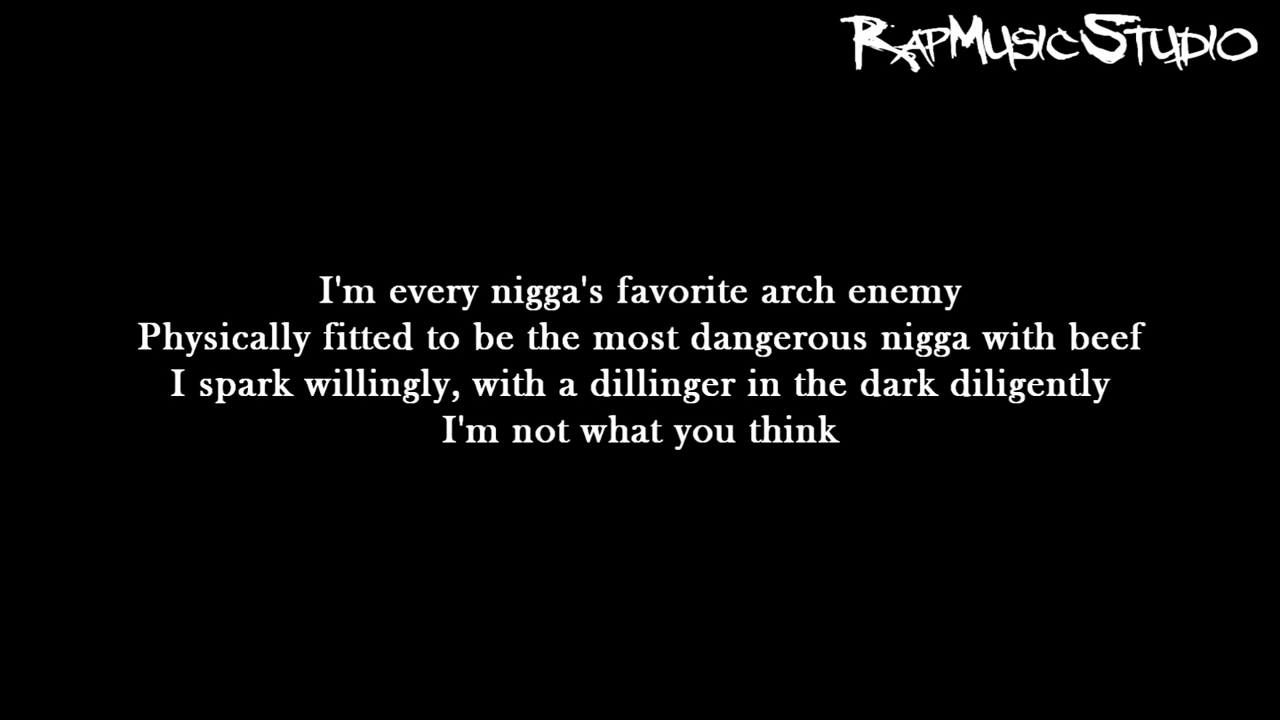 RapMusicStudio
I'm every nigga's favorite arch enemy
Physically fitted to be the most dangerous nigga with beef
I spark willingly, with a dillinger in the dark diligently
I'm not what you think